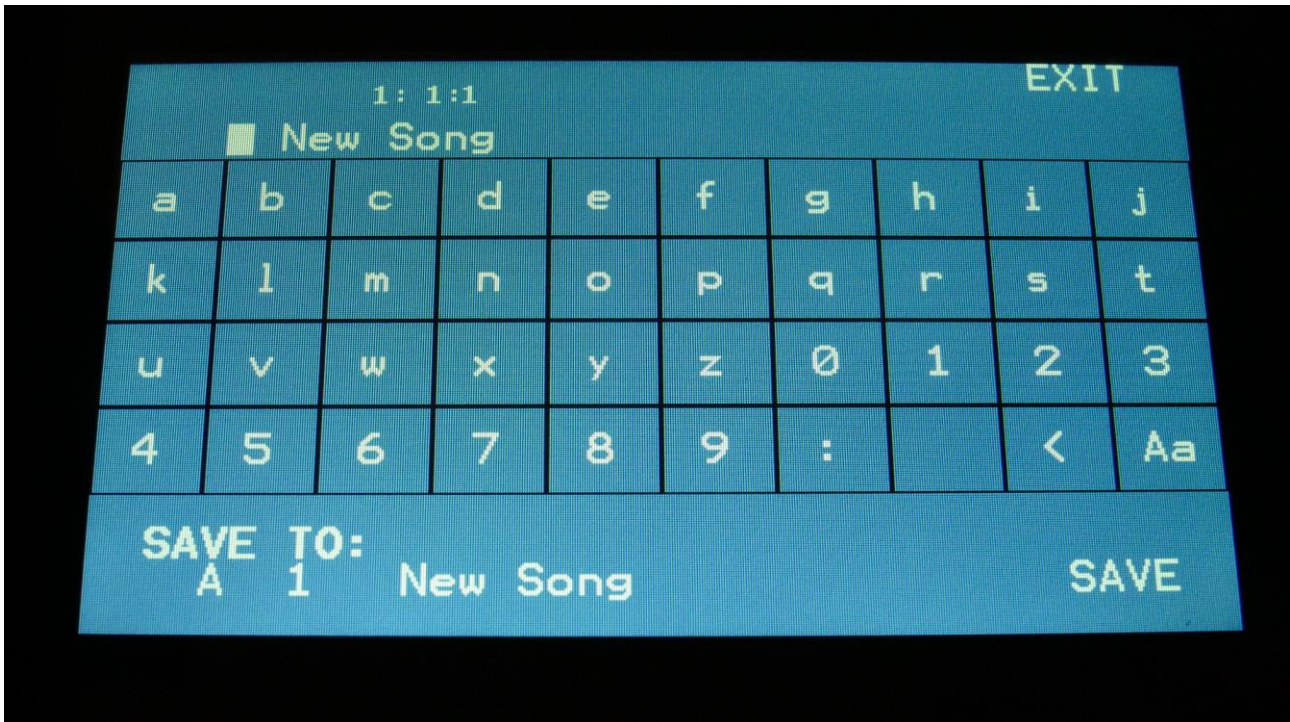 EXIT
1: 1:1
New Song
a b c d e f g h i j
k l m n o p q r s t
u v w x y z 0 1 2 3
4 5 6 7 8 9 : < Aa
SAVE TO:
A 1 New Song SAVE